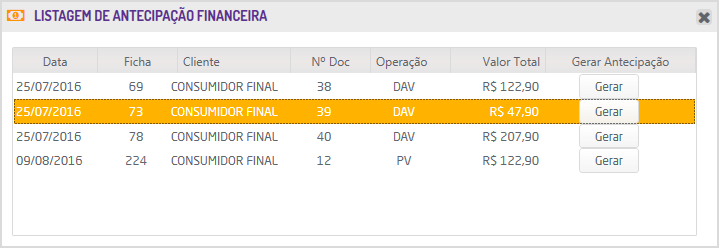 LISTAGEM DE ANTECIPAÇÃO FINANCEIRA
Data Ficha Cliente Nº Doc Operação Valor Total Gerar Antecipação
25/07/2016 69 CONSUMIDOR FINAL 38 DAV R$ 122,90 Gerar
25/07/2016 73 CONSUMIDOR FINAL 39 DAV R$ 47,90 Gerar
25/07/2016 78 CONSUMIDOR FINAL 40 DAV R$ 207,90 Gerar
09/08/2016 224 CONSUMIDOR FINAL 12 PV R$ 122,90 Gerar